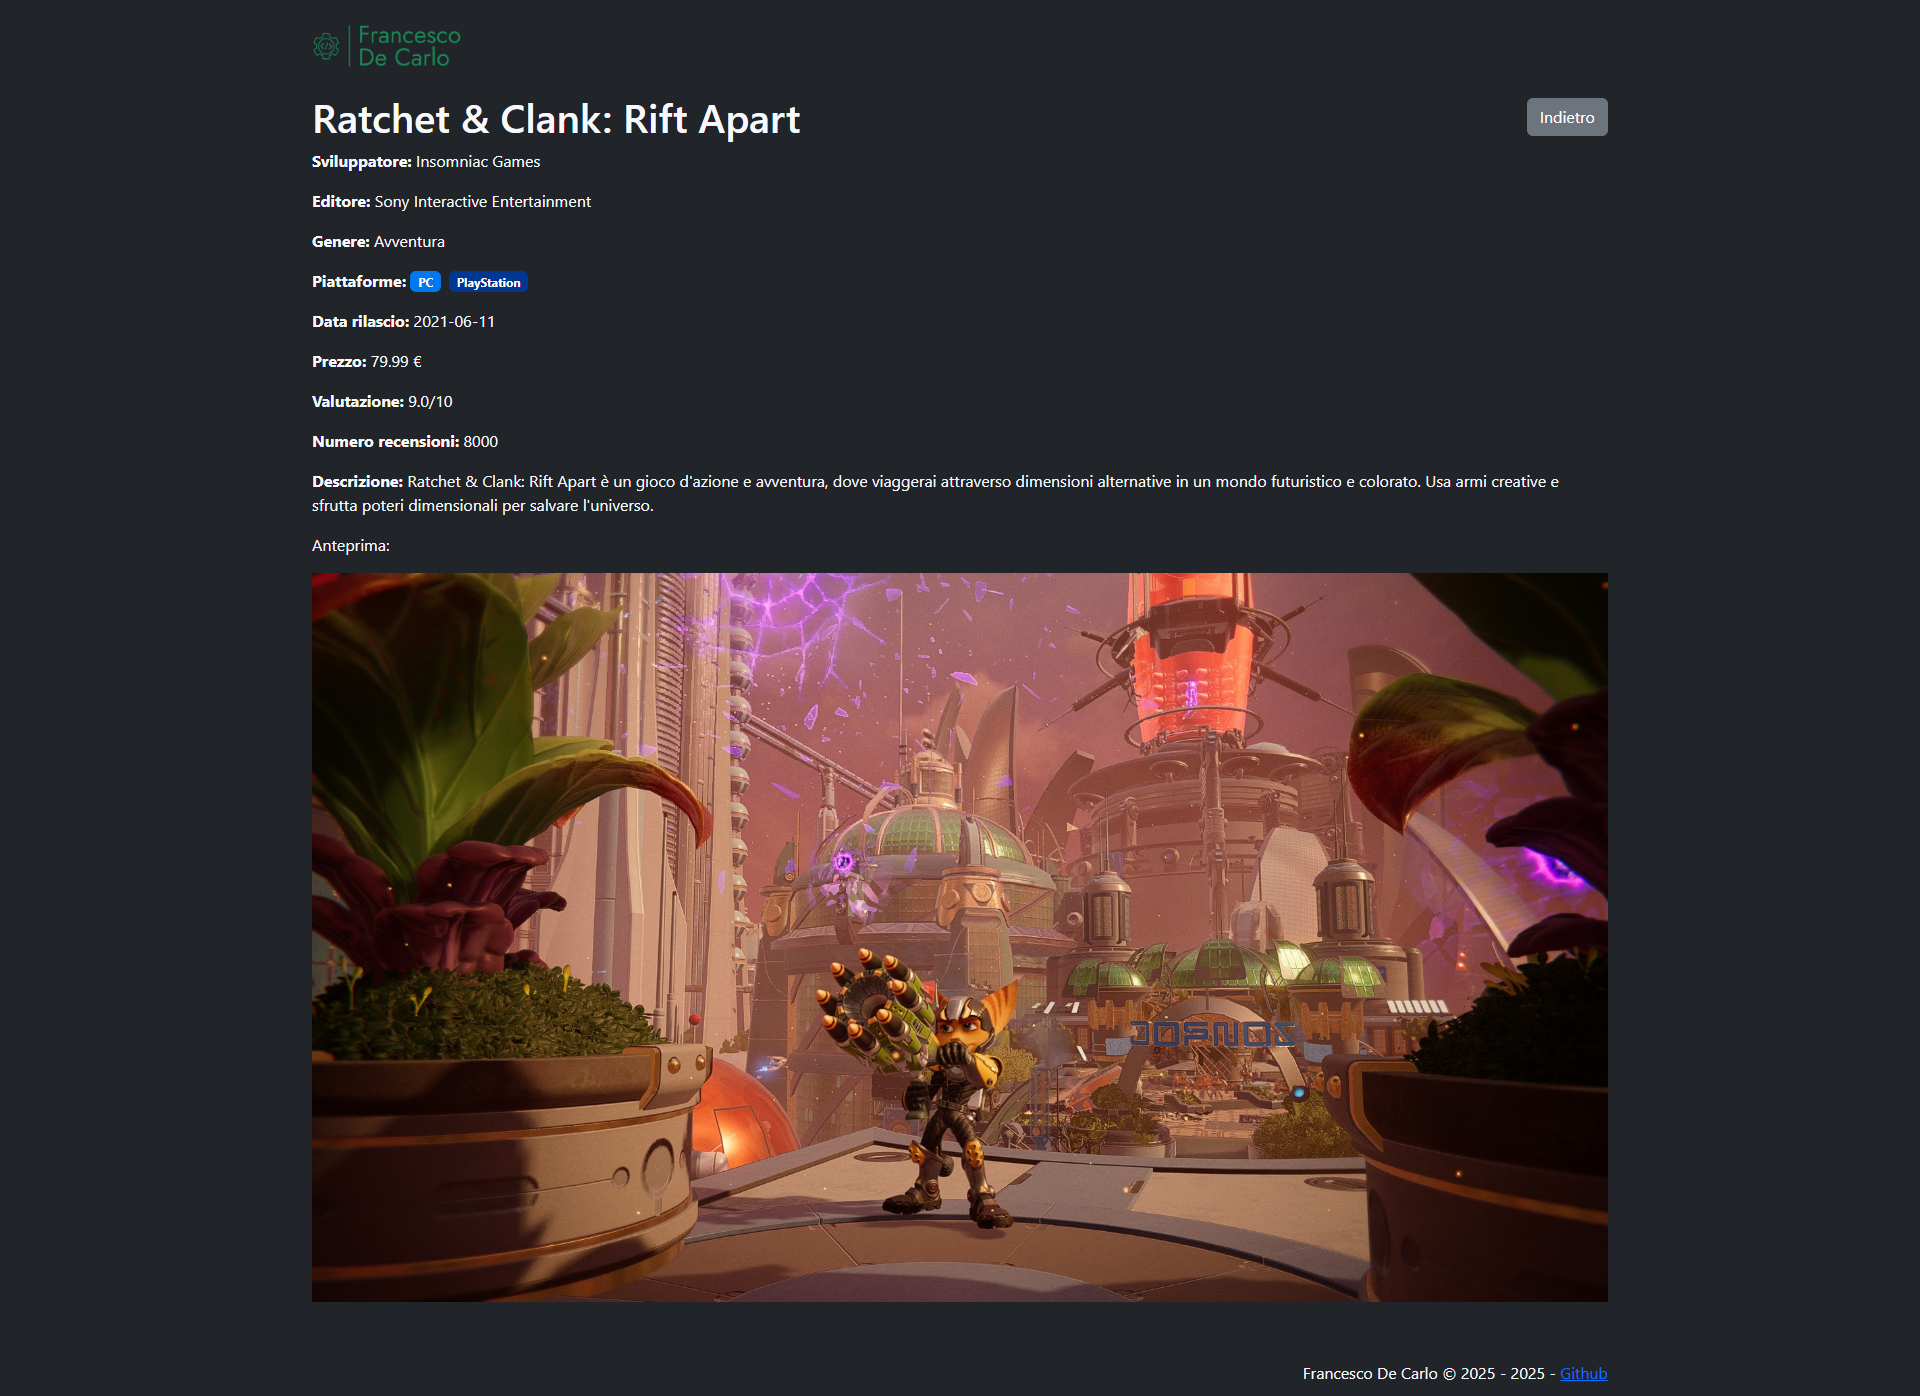 Francesco
De Carlo
Ratchet & Clank: Rift Apart
Indietro
Sviluppatore: Insomniac Games
Editore: Sony Interactive Entertainment
Genere: Avventura
Piattaforme: PC PlayStation
Data rilascio: 2021-06-11
Prezzo: 79.99 €
Valutazione: 9.0/10
Numero recensioni: 8000
Descrizione: Ratchet & Clank: Rift Apart è un gioco d'azione e avventura, dove viaggerai attraverso dimensioni alternative in un mondo futuristico e colorato. Usa armi creative e
sfrutta poteri dimensionali per salvare l'universo.
Anteprima:
Francesco De Carlo © 2025 - 2025 - Github